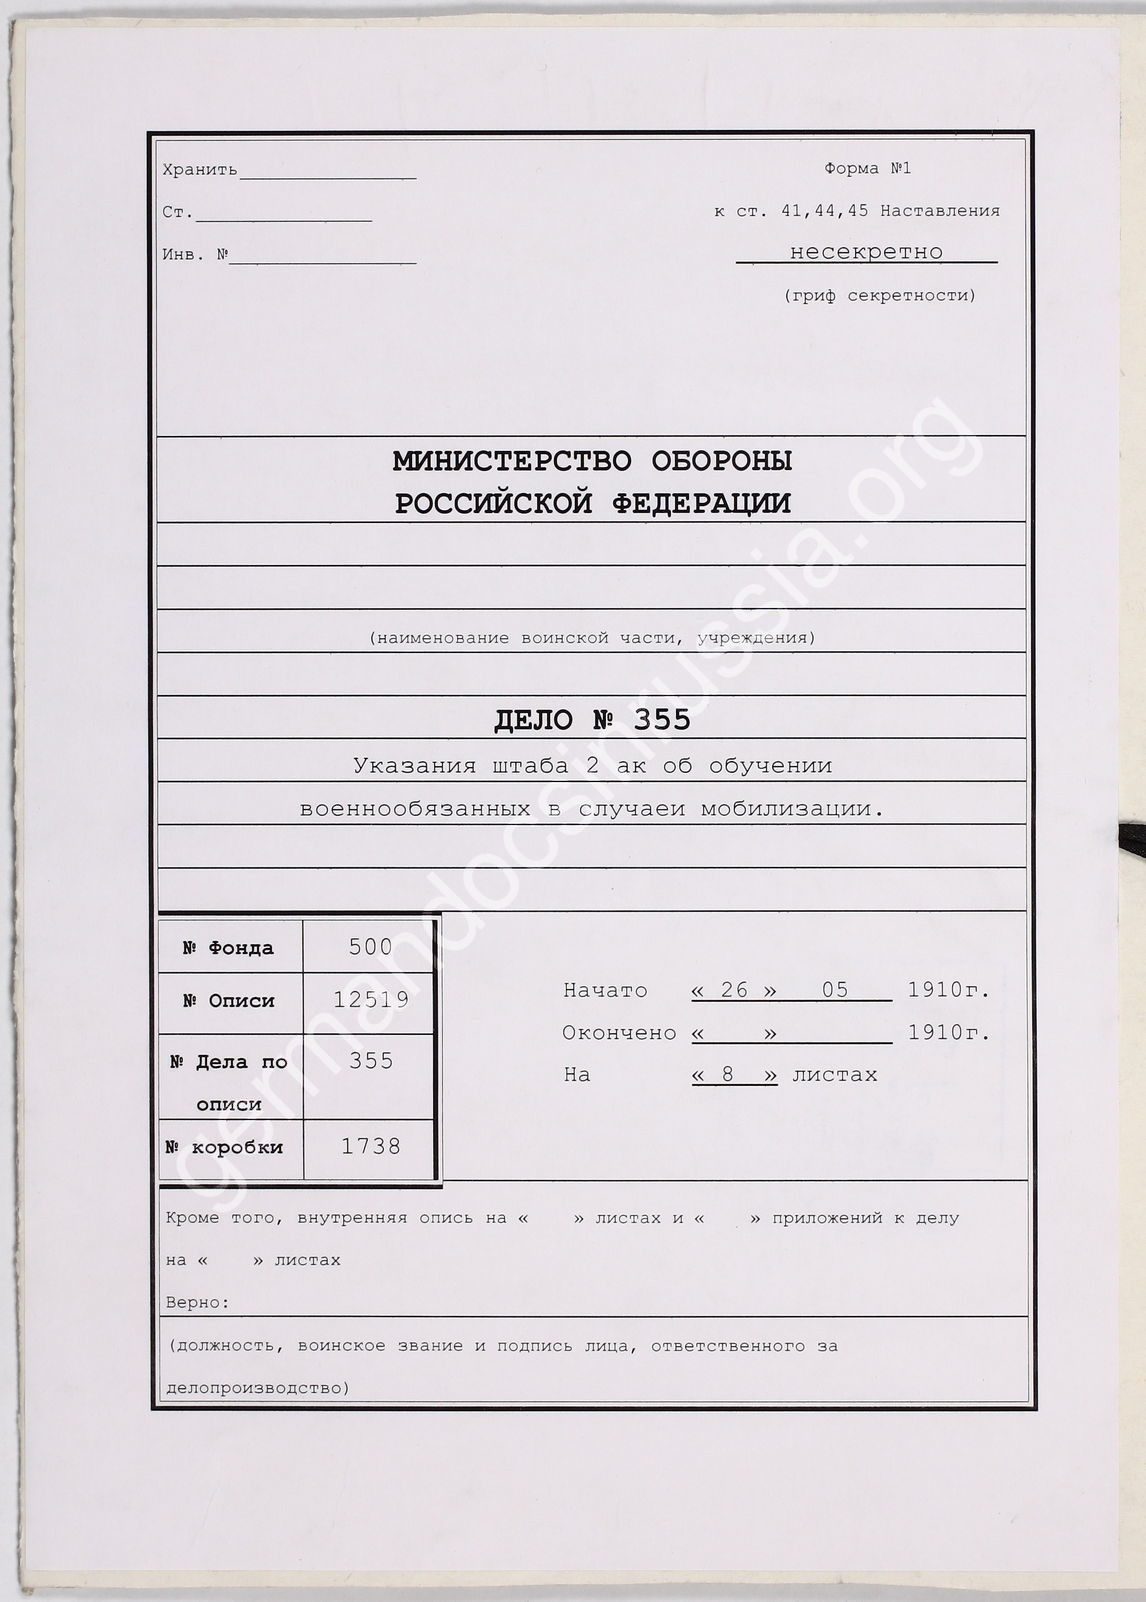 Хранить
Форма №1
Ст.
к ст. 41,44,45 Наставления
Инв. №
несекретно
(гриф секретности)
МИНИСТЕРСТВО ОБОРОНЫ
РОССИЙСКОЙ ФЕДЕРАЦИИ
(наименование воинской части, учреждения)
ДЕЛО № 355
Указания штаба 2 ак об обучении
военнообязанных в случаеи мобилизации.
№ Фонда 500
№ Описи 12519
№ Дела по описи 355
№ коробки 1738
Начато « 26 » 05 1910г.
Окончено « » 1910г.
На « 8 » листах
Кроме того, внутренняя опись на « » листах и « » приложений к делу
на « » листах
Верно:
(должность, воинское звание и подпись лица, ответственного за
делопроизводство)
germandocsinrussia.org